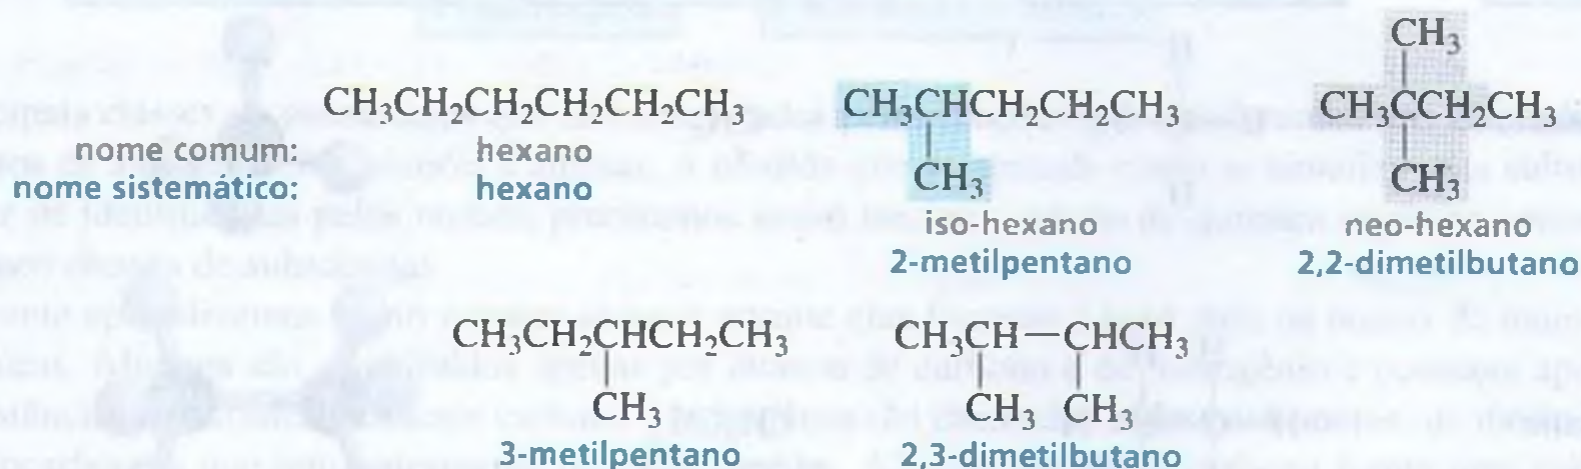 CH₃
CH₃CH₂CH₂CH₂CH₂CH₃ CH₃CHCH₂CH₂CH₃ CH₃CCH₂CH₃
nome comum: hexano CH₃ CH₃
nome sistemático: hexano iso-hexano neo-hexano
2-metilpentano 2,2-dimetilbutano
CH₃CH₂CHCH₂CH₃ CH₃CH—CHCH₃
CH₃ CH₃ CH₃
3-metilpentano 2,3-dimetilbutano